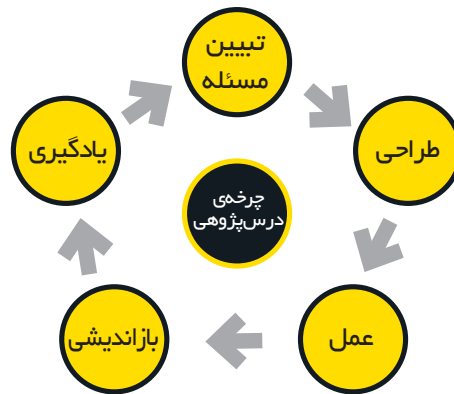 تبیین
مسئله
طراحی
عمل
بازاندیشی
یادگیری
چرخه‌ی
درس‌پژوهی